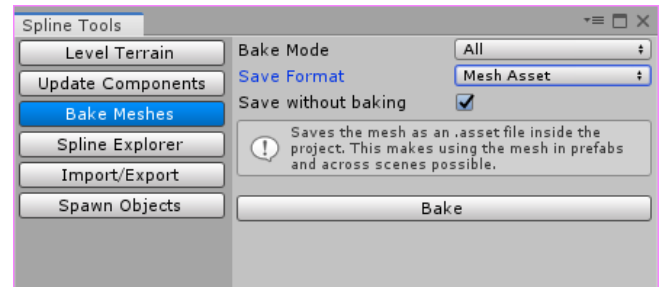 Spline Tools
Level Terrain
Update Components
Bake Meshes
Spline Explorer
Import/Export
Spawn Objects
Bake Mode All
Save Format Mesh Asset
Save without baking
Saves the mesh as an .asset file inside the
project. This makes using the mesh in prefabs
and across scenes possible.
Bake